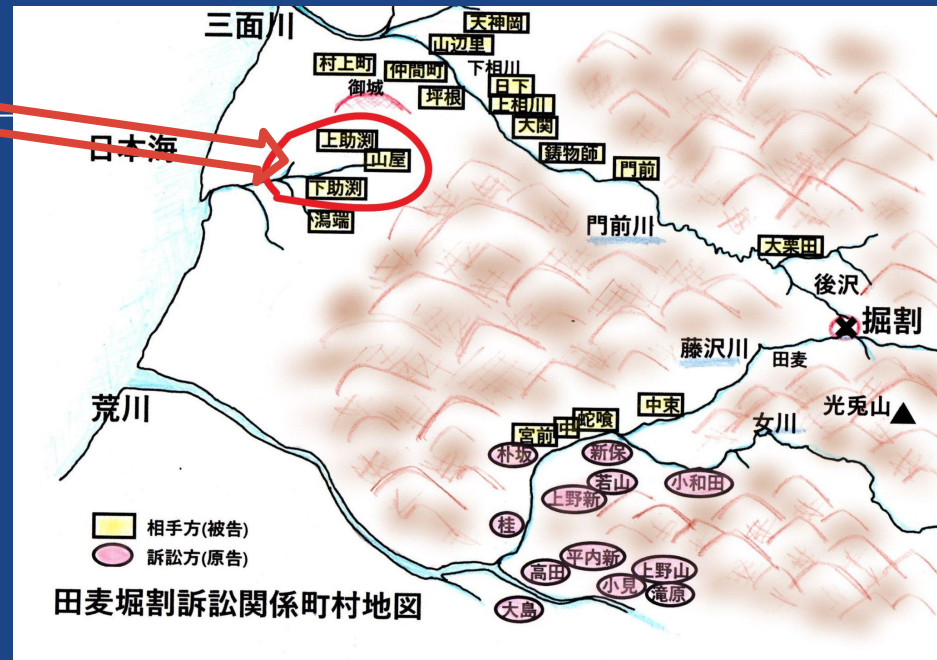 三面川
天神岡
山辺里
村上町
仲間町
下相川
御城
坪根
日下
上相川
大関
日本海
上助渕
山屋
鋳物師
門前
下助渕
潟端
門前川
大栗田
後沢
掘割
藤沢川
田麦
荒川
中束
光兎山
蛇喰
中
宮前
女川
朴坂
新保
若山
小和田
上野新
桂
相手方(被告)
訴訟方(原告)
平内新
高田
上野山
小見
滝原
大島
田麦堀割訴訟関係町村地図